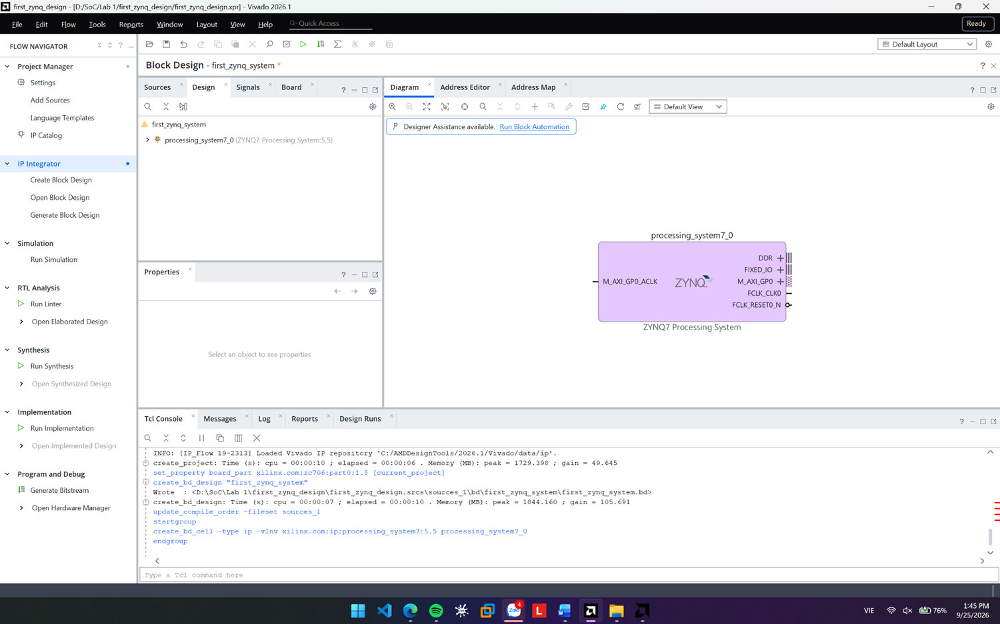 first_zynq_design - [D:/SoC/Lab 1/first_zynq_design/first_zynq_design.xpr] - Vivado 2026.1
File Edit Flow Tools Reports Window Layout View Help Quick Access Ready
FLOW NAVIGATOR ? _
Default Layout
Project Manager
Settings
Add Sources
Language Templates
IP Catalog
IP Integrator
Create Block Design
Open Block Design
Generate Block Design
Simulation
Run Simulation
RTL Analysis
Run Linter
Open Elaborated Design
Synthesis
Run Synthesis
Open Synthesized Design
Implementation
Run Implementation
Open Implemented Design
Program and Debug
Generate Bitstream
Open Hardware Manager
Block Design - first_zynq_system *
Sources Design Signals Board
first_zynq_system
processing_system7_0 (ZYNQ7 Processing System:5.5)
Properties
Select an object to see properties
Diagram Address Editor Address Map
Default View
Designer Assistance available. Run Block Automation
processing_system7_0
DDR
FIXED_IO
M_AXI_GP0_ACLK ZYNQ M_AXI_GP0
FCLK_CLK0
FCLK_RESET0_N
ZYNQ7 Processing System
Tcl Console Messages Log Reports Design Runs
INFO: [IP_Flow 19-2313] Loaded Vivado IP repository 'C:/AMDDesignTools/2026.1/Vivado/data/ip'.
create_project: Time (s): cpu = 00:00:10 ; elapsed = 00:00:06 . Memory (MB): peak = 1729.398 ; gain = 49.645
set_property board_part xilinx.com:zc706:part0:1.5 [current_project]
create_bd_design "first_zynq_system"
Wrote  : <D:\SoC\Lab 1\first_zynq_design\first_zynq_design.srcs\sources_1\bd\first_zynq_system\first_zynq_system.bd>
create_bd_design: Time (s): cpu = 00:00:07 ; elapsed = 00:00:10 . Memory (MB): peak = 1844.160 ; gain = 105.691
update_compile_order -fileset sources_1
startgroup
create_bd_cell -type ip -vlnv xilinx.com:ip:processing_system7:5.5 processing_system7_0
endgroup
Type a Tcl command here
Zalo 4 L W VIE 76% 1:45 PM
9/25/2026